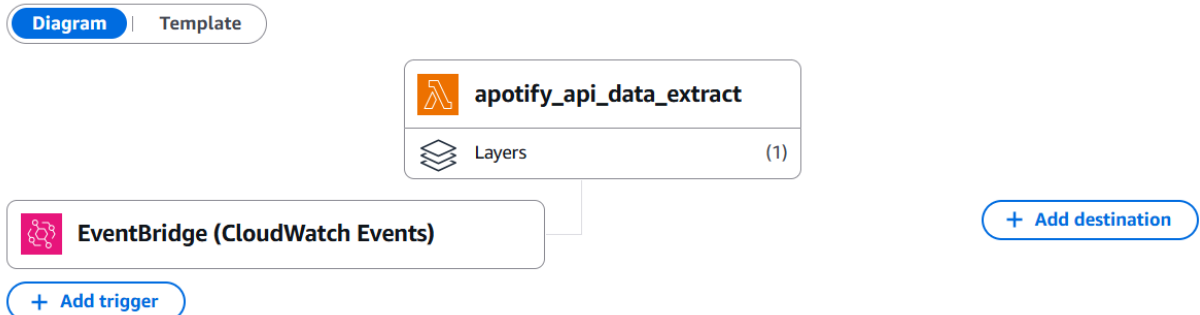 Diagram | Template
apotify_api_data_extract
Layers (1)
EventBridge (CloudWatch Events)
+ Add destination
+ Add trigger